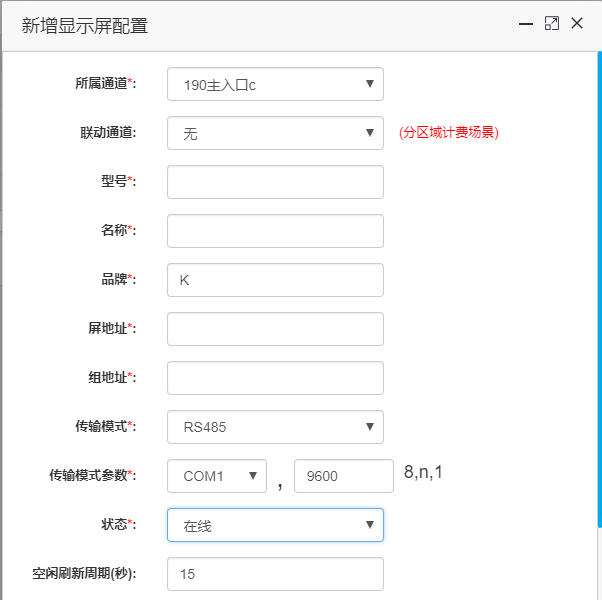 新增显示屏配置
所属通道*: 190主入口c
联动通道: 无 (分区域计费场景)
型号*:
名称*:
品牌*: K
屏地址*:
组地址*:
传输模式*: RS485
传输模式参数*: COM1 , 9600 8,n,1
状态*: 在线
空闲刷新周期(秒): 15